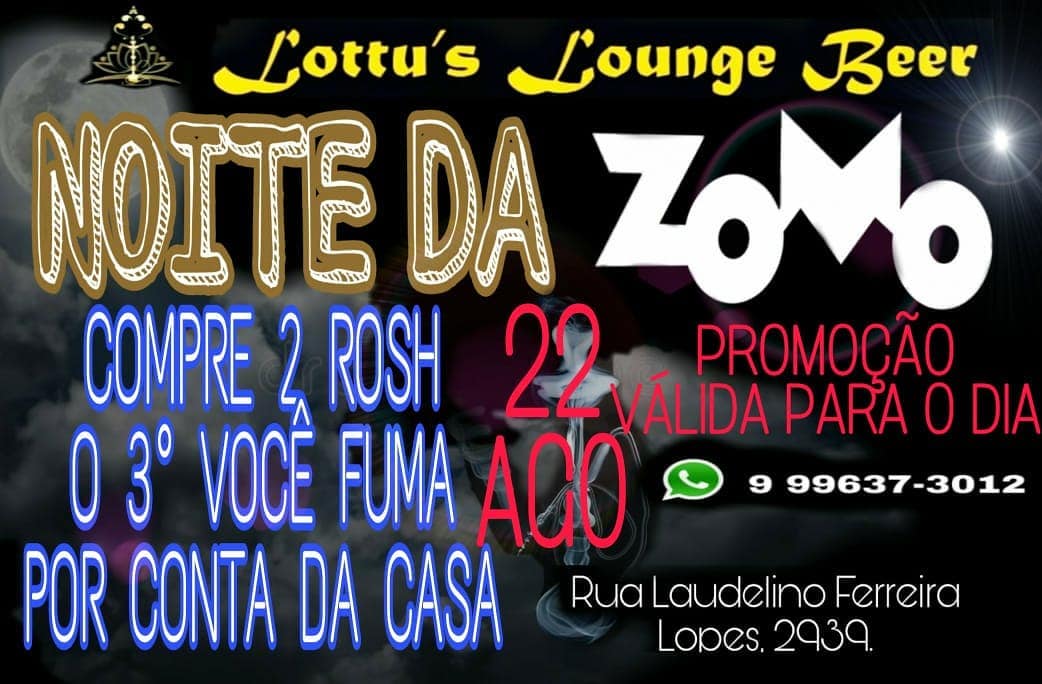 Lottu's Lounge Beer
NOITE DA
ZOMO
COMPRE 2 ROSH
O 3° VOCÊ FUMA
POR CONTA DA CASA
22
AGO
PROMOÇÃO
VÁLIDA PARA O DIA
9 99637-3012
Rua Laudelino Ferreira
Lopes, 2939.